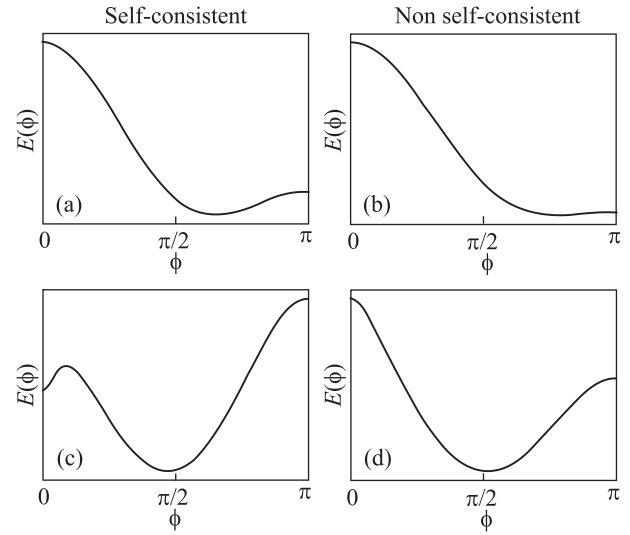 Self-consistent
Non self-consistent
E(ϕ)
(a)
0
π/2
π
ϕ
E(ϕ)
(b)
0
π/2
π
ϕ
E(ϕ)
(c)
0
π/2
π
ϕ
E(ϕ)
(d)
0
π/2
π
ϕ